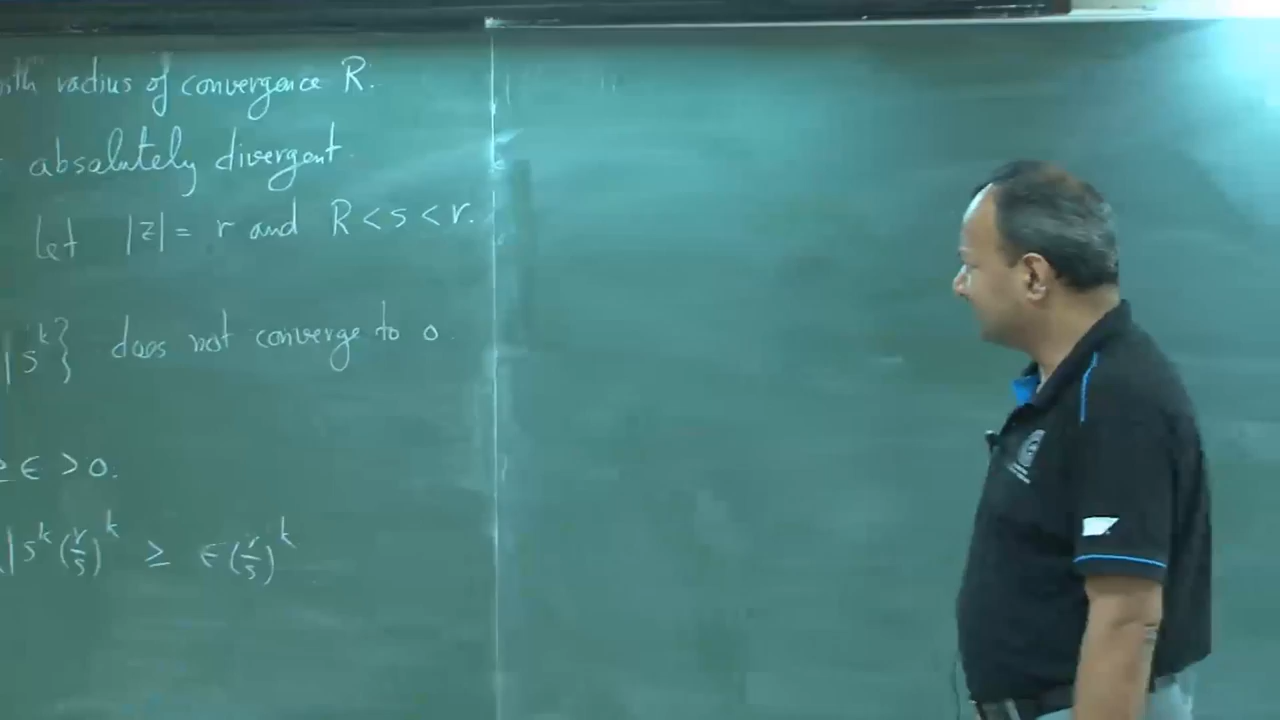 with radius of convergence R.
absolutely divergent.
let |z| = r and R < s < r.
|s^k} does not converge to 0.
≥ ϵ > 0.
|s^k (r/s)^k ≥ ϵ (r/s)^k